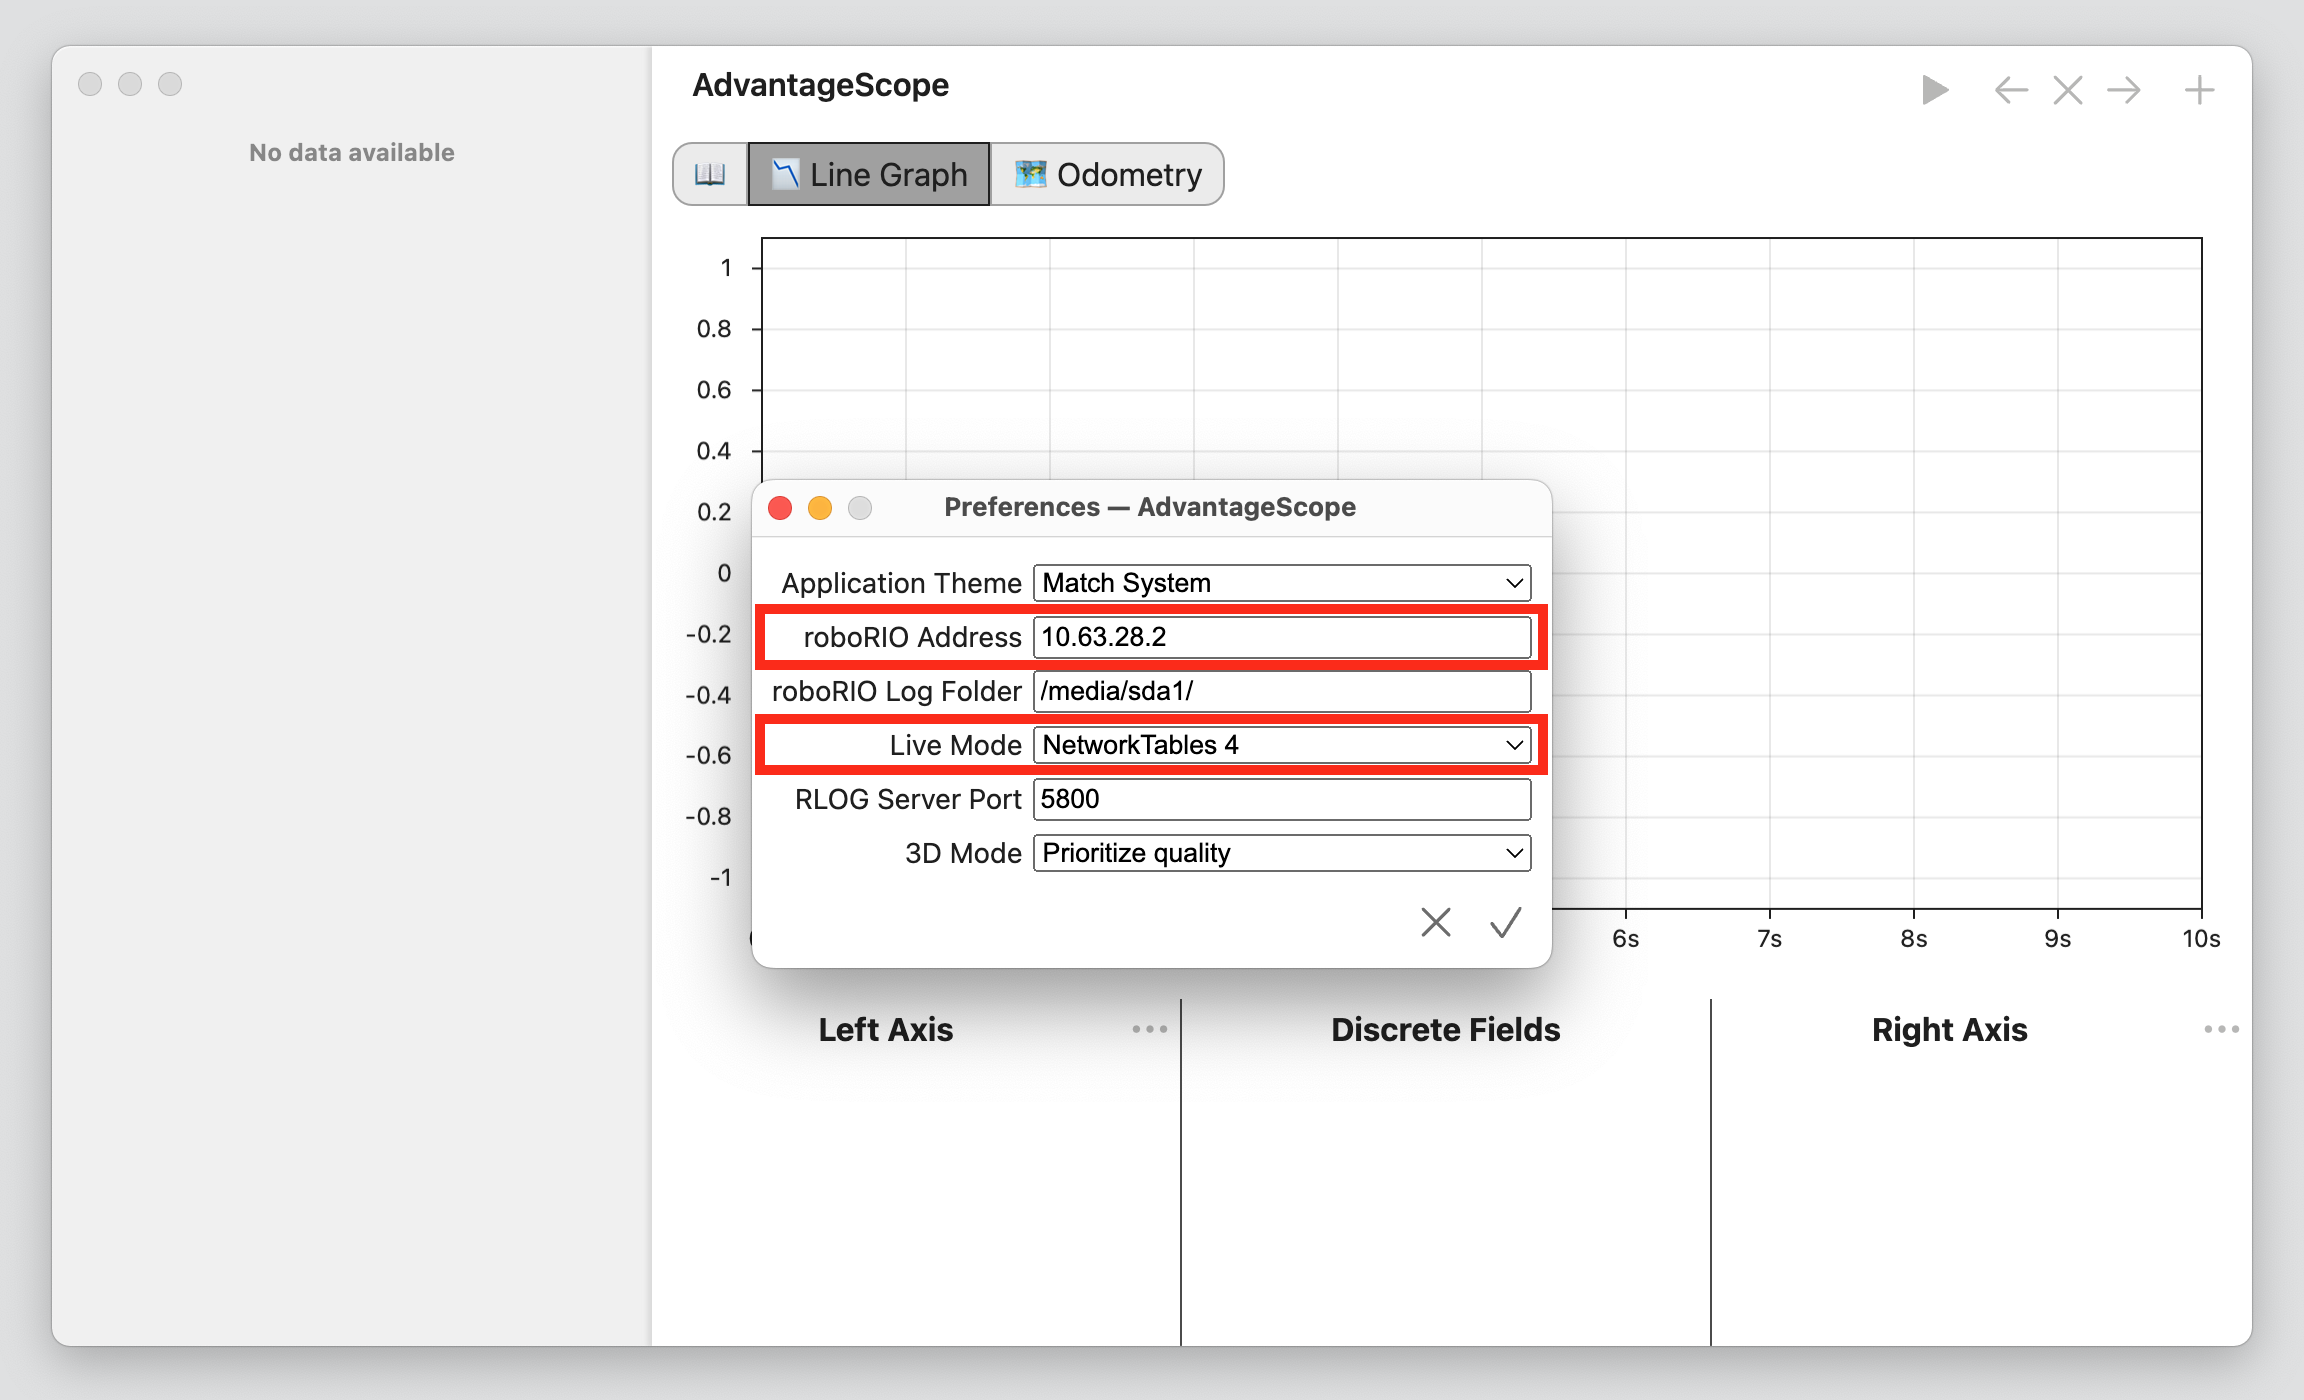 AdvantageScope
No data available
Line Graph
Odometry
1
0.8
0.6
0.4
0.2
0
-0.2
-0.4
-0.6
-0.8
-1
Preferences — AdvantageScope
Application Theme Match System
roboRIO Address 10.63.28.2
roboRIO Log Folder /media/sda1/
Live Mode NetworkTables 4
RLOG Server Port 5800
3D Mode Prioritize quality
6s 7s 8s 9s 10s
Left Axis
Discrete Fields
Right Axis